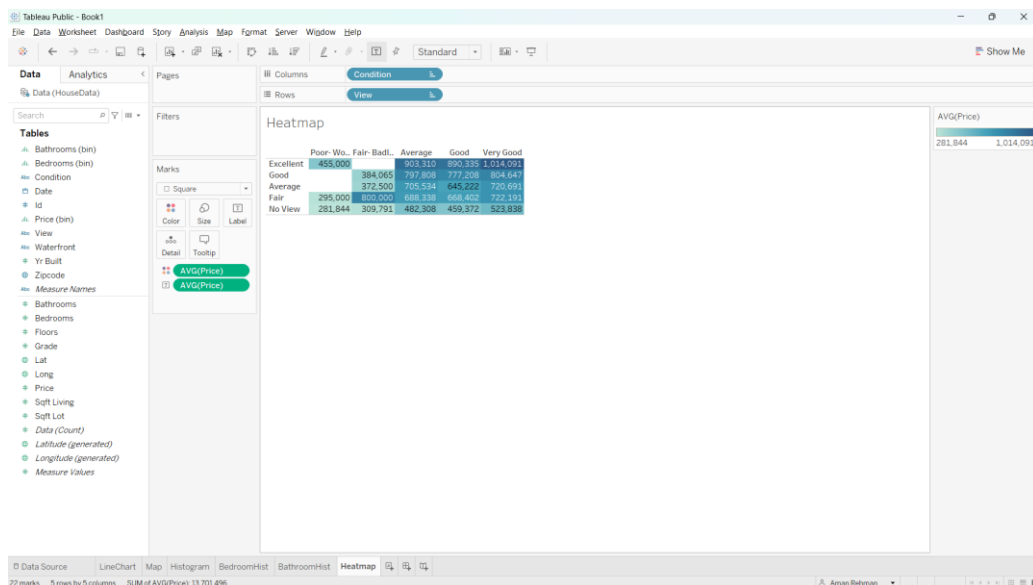 Tableau Public - Book1
File Data Worksheet Dashboard Story Analysis Map Format Server Window Help
Standard
Show Me
Data Analytics
Pages
Columns
Condition
Data (HouseData)
Rows
View
Search
Filters
Heatmap
AVG(Price)
281,844 1,014,091
Tables
Bathrooms (bin)
Bedrooms (bin)
Condition
Date
Id
Price (bin)
View
Waterfront
Yr Built
Zipcode
Measure Names
Bathrooms
Bedrooms
Floors
Grade
Lat
Long
Price
Sqft Living
Sqft Lot
Data (Count)
Latitude (generated)
Longitude (generated)
Measure Values
Marks
Square
Color Size Label
Detail Tooltip
AVG(Price)
AVG(Price)
Poor- Wo.. Fair- Badl.. Average Good Very Good
Excellent 455,000 903,310 890,335 1,014,091
Good 384,065 797,808 777,208 804,647
Average 372,500 705,534 645,222 720,691
Fair 295,000 800,000 688,338 668,402 722,191
No View 281,844 309,791 482,308 459,372 523,838
Data Source LineChart Map Histogram BedroomHist BathroomHist Heatmap
22 marks 5 rows by 5 columns SUM of AVG(Price): 13,701,496
Aman Rehman